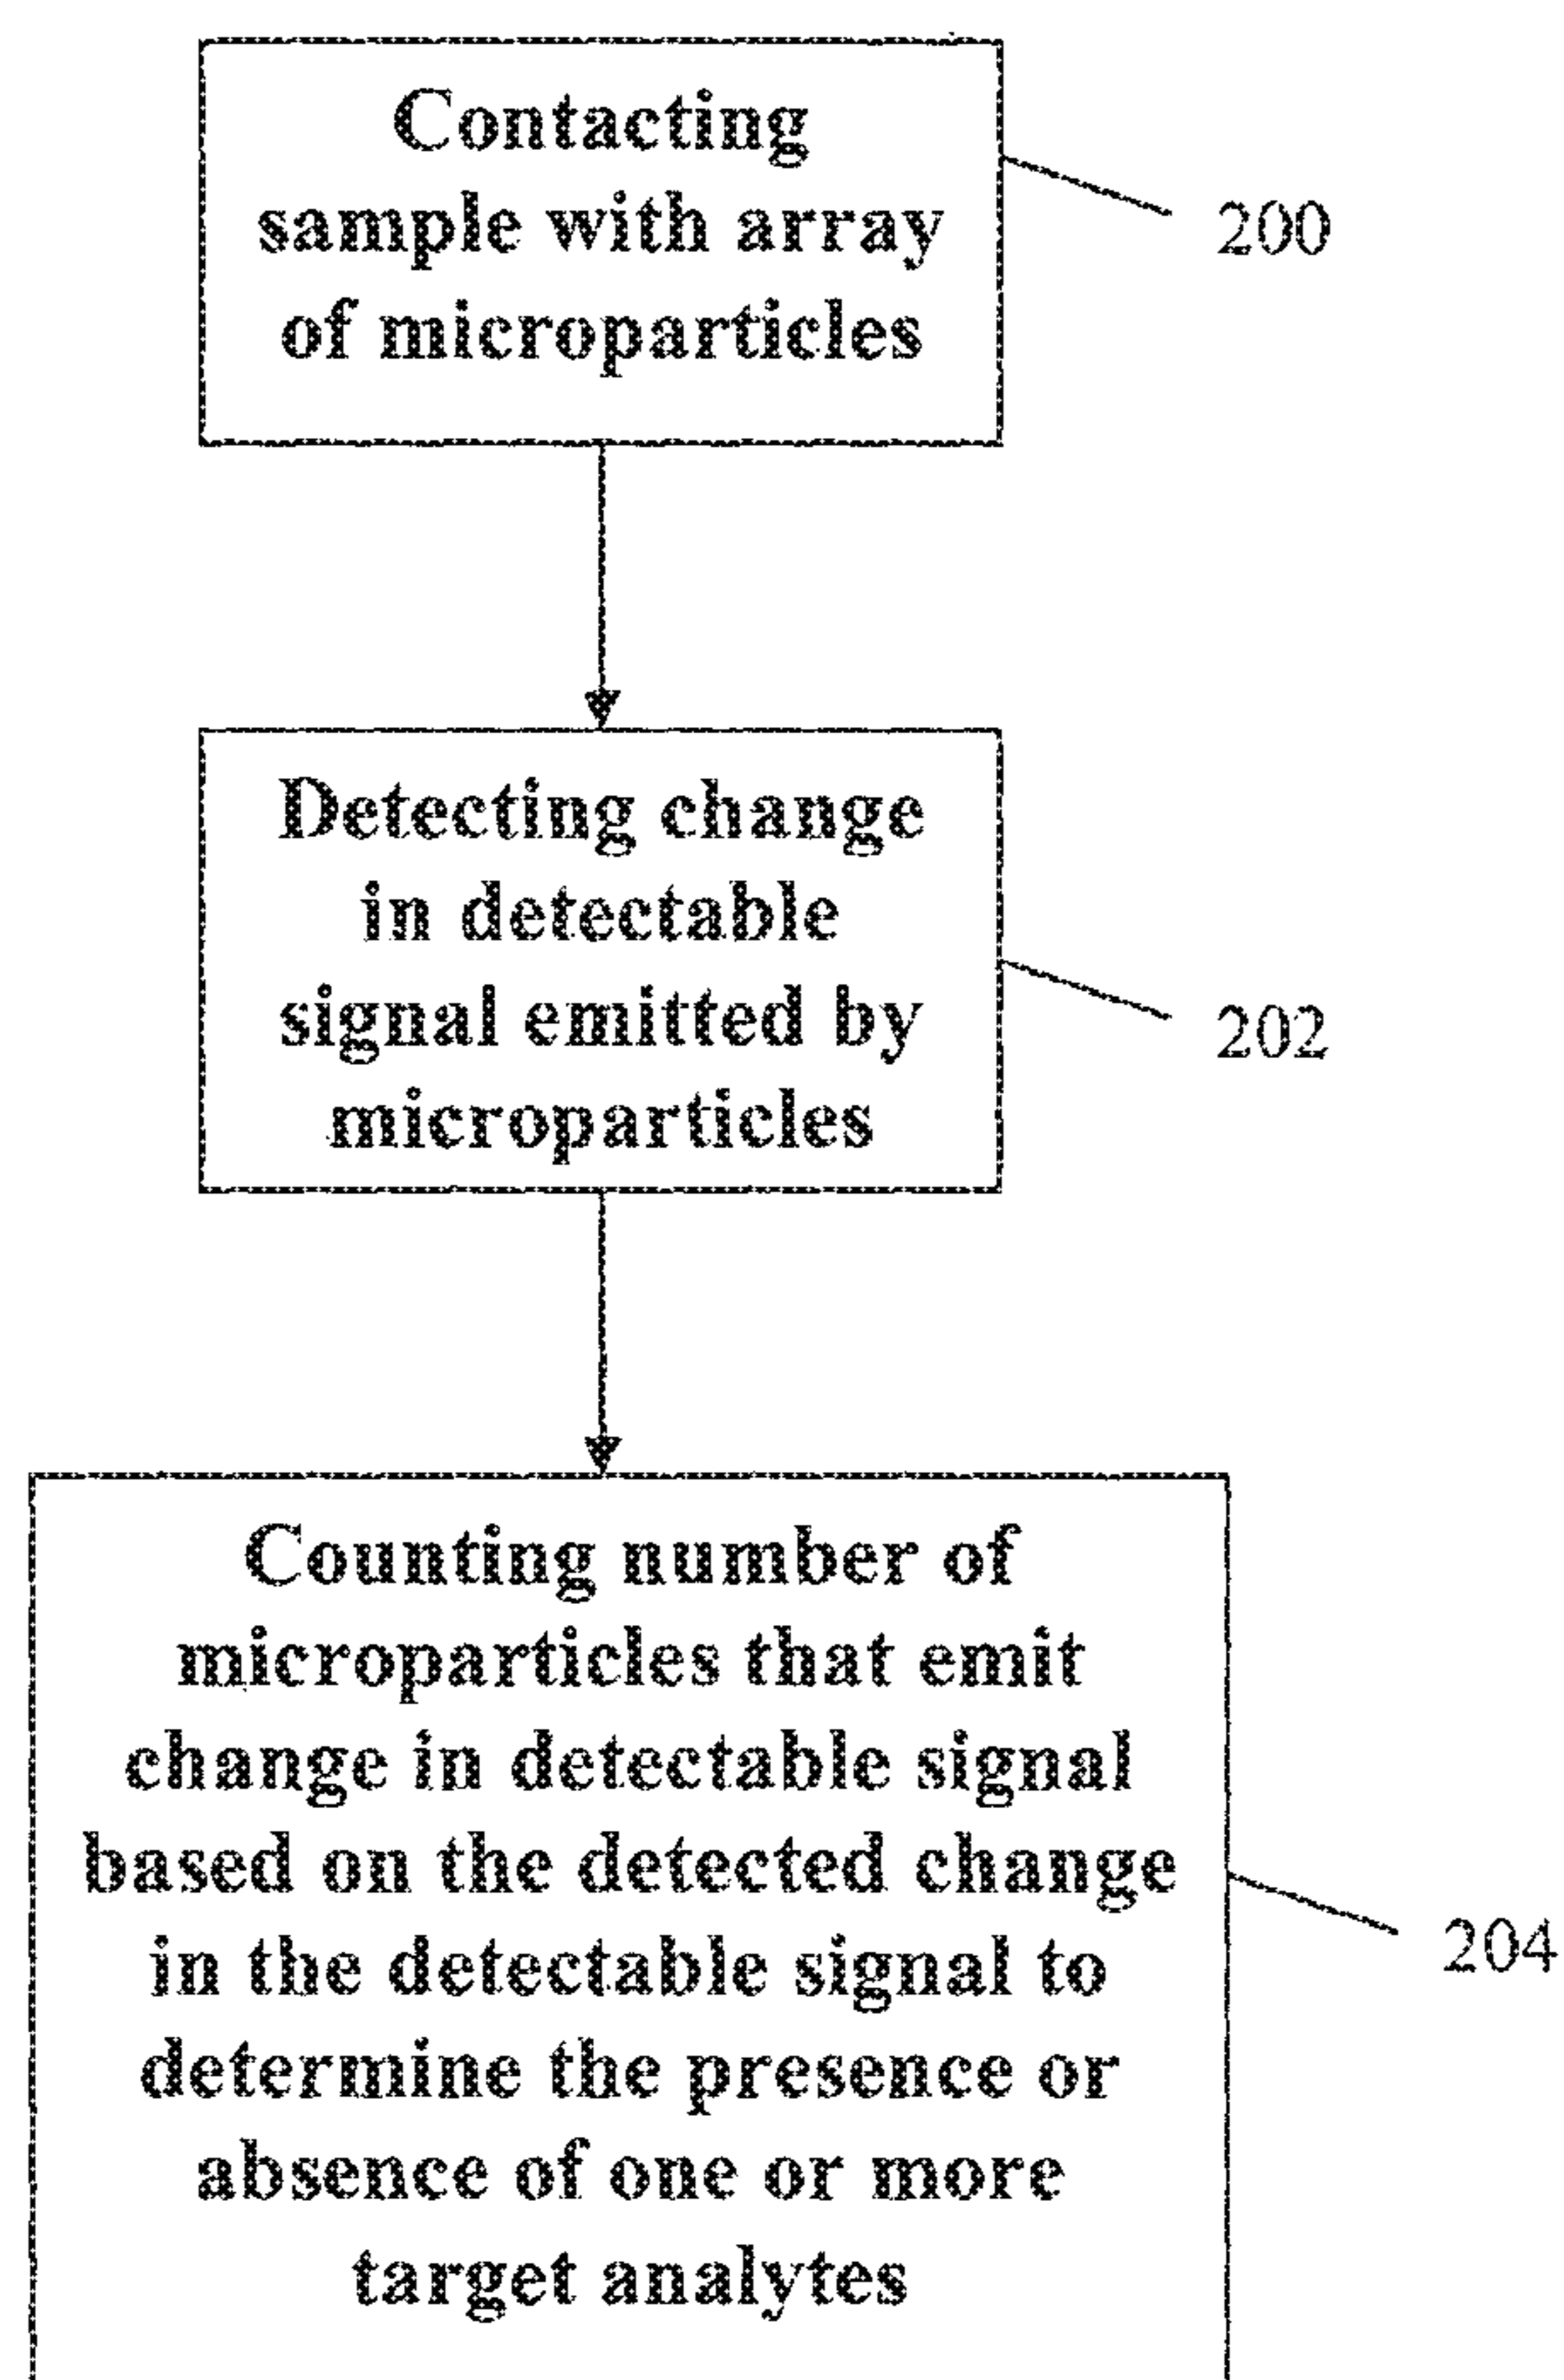 Contacting
sample with array
of microparticles
200
Detecting change
in detectable
signal emitted by
microparticles
202
Counting number of
microparticles that emit
change in detectable signal
based on the detected change
in the detectable signal to
determine the presence or
absence of one or more
target analytes
204